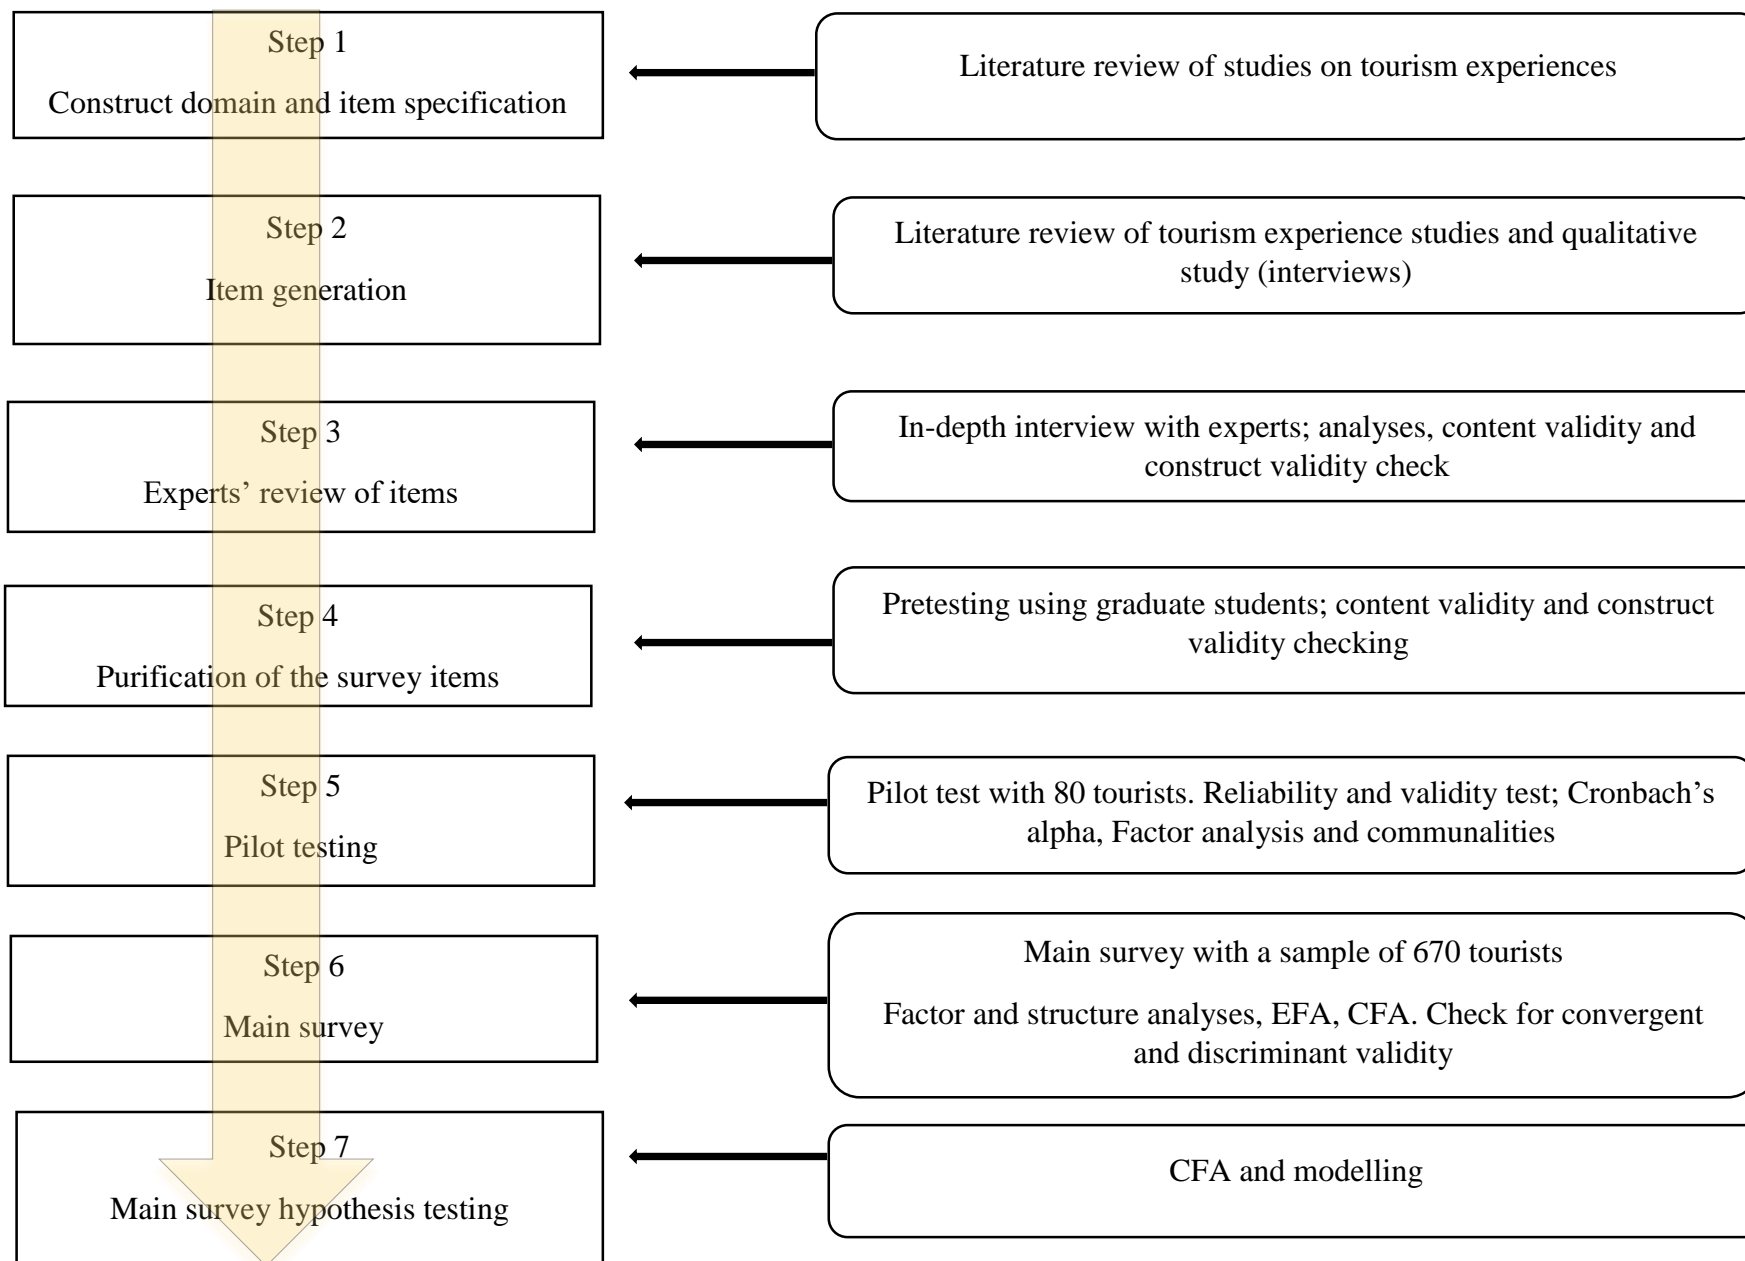 Step 1
Construct domain and item specification
Literature review of studies on tourism experiences
Step 2
Item generation
Literature review of tourism experience studies and qualitative
study (interviews)
Step 3
Experts’ review of items
In-depth interview with experts; analyses, content validity and
construct validity check
Step 4
Purification of the survey items
Pretesting using graduate students; content validity and construct
validity checking
Step 5
Pilot testing
Pilot test with 80 tourists. Reliability and validity test; Cronbach’s
alpha, Factor analysis and communalities
Step 6
Main survey
Main survey with a sample of 670 tourists
Factor and structure analyses, EFA, CFA. Check for convergent
and discriminant validity
Step 7
Main survey hypothesis testing
CFA and modelling